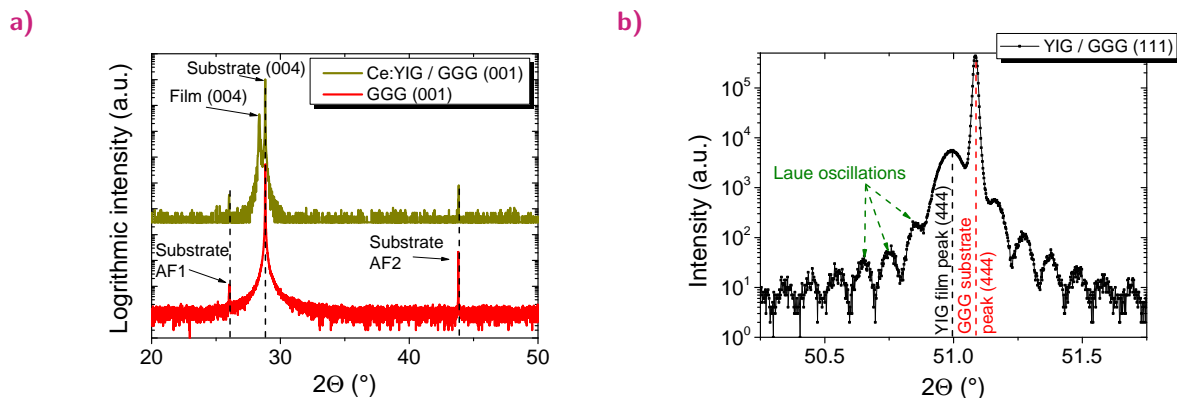 a)
Logrithmic intensity (a.u.)
Substrate (004)
Film (004)
Ce:YIG / GGG (001)
GGG (001)
Substrate
AF1
Substrate
AF2
20
30
40
50
2Θ (°)
b)
YIG / GGG (111)
Intensity (a.u.)
10^5
10^4
10^3
10^2
10^1
10^0
Laue oscillations
YIG film peak (444)
GGG substrate
peak (444)
50.5
51.0
51.5
2Θ (°)